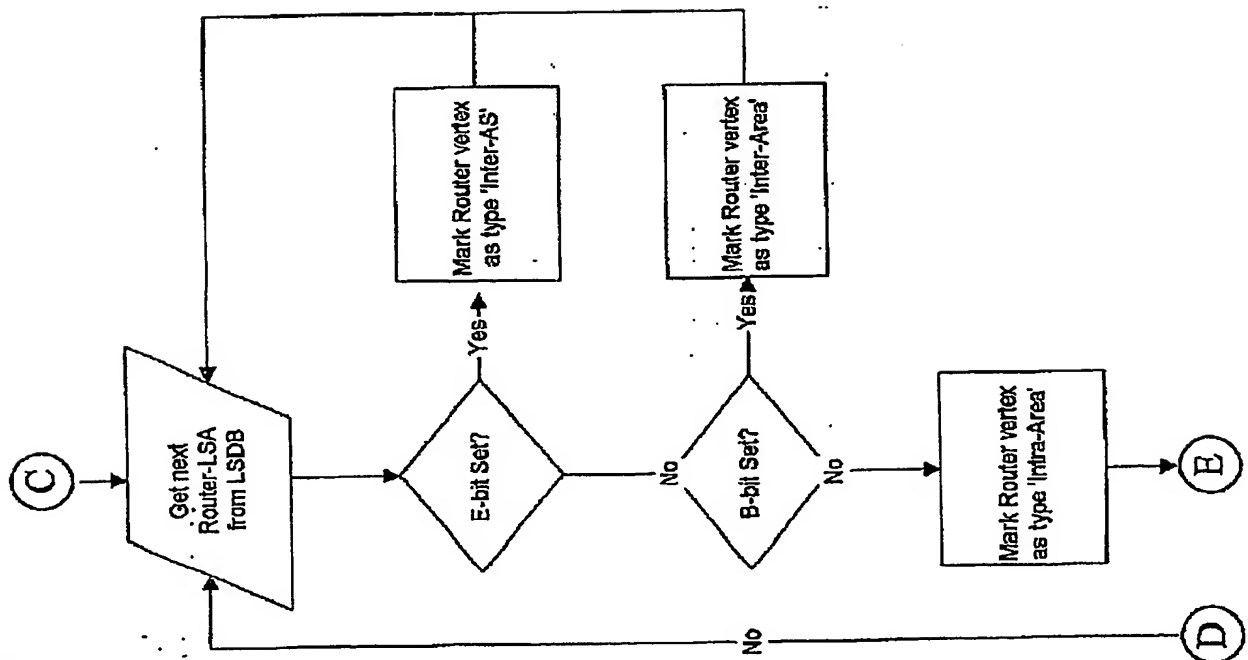 C
Get next
Router-LSA
from LSDB
E-bit Set?
Yes
Mark Router vertex
as type 'Inter-AS'
No
B-bit Set?
Yes
Mark Router vertex
as type 'Inter-Area'
No
Mark Router vertex
as type 'Intra-Area'
E
No
D